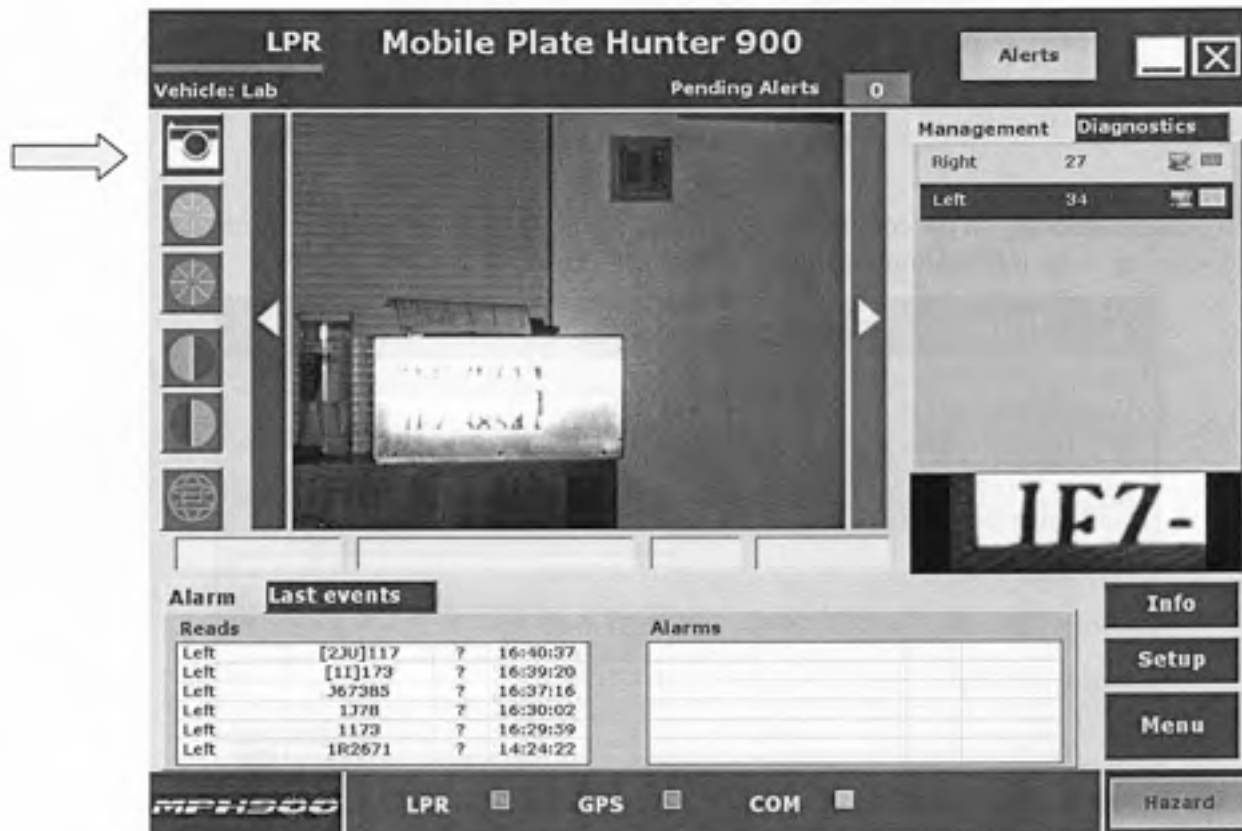 LPR Mobile Plate Hunter 900 Alerts
Vehicle: Lab Pending Alerts 0
Management Diagnostics
Right 27
Left 34
1F7-
Alarm Last events
Reads Alarms
Left [2JU]117 ? 16:40:37
Left [1I]173 ? 16:39:20
Left J67385 ? 16:37:16
Left 1J78 ? 16:30:02
Left 1173 ? 16:29:59
Left 1R2671 ? 14:24:22
Info
Setup
Menu
MPH900 LPR GPS COM Hazard